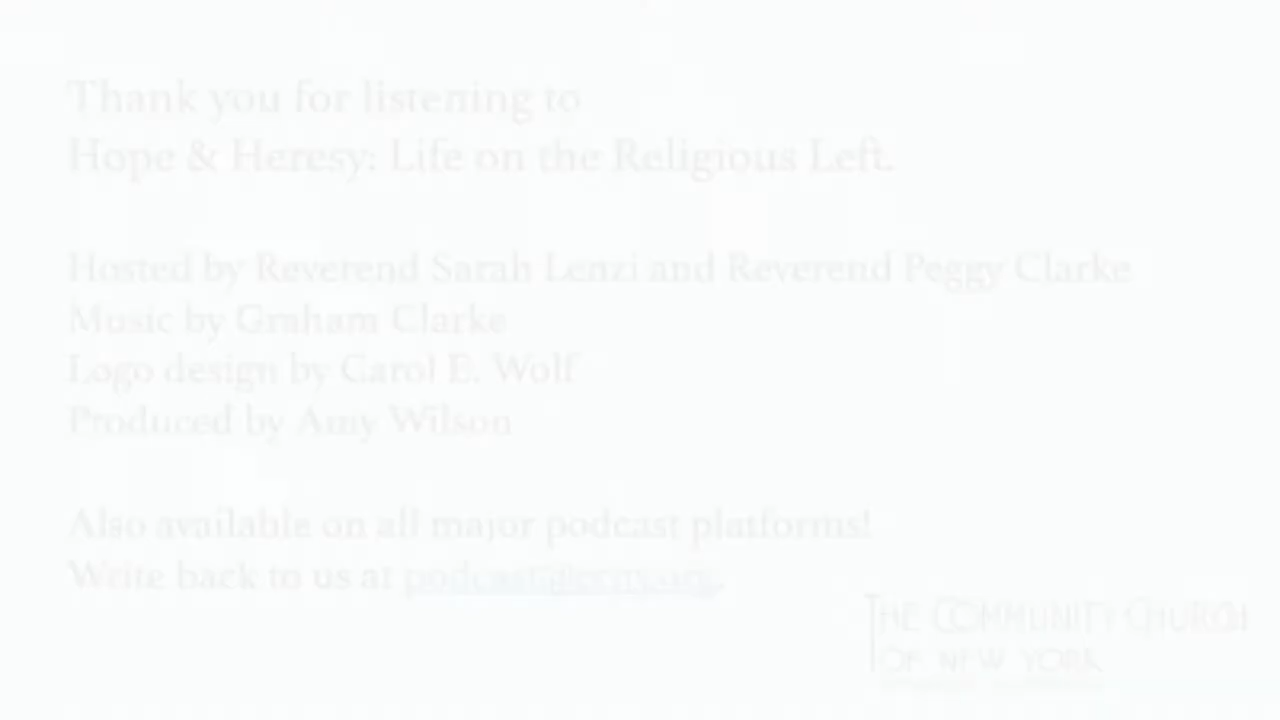 Thank you for listening to
Hope & Heresy: Life on the Religious Left.
Hosted by Reverend Sarah Lenzi and Reverend Peggy Clarke
Music by Graham Clarke
Logo design by Carol E. Wolf
Produced by Amy Wilson
Also available on all major podcast platforms!
Write back to us at
THE COMMUNITY CHURCH
OF NEW YORK